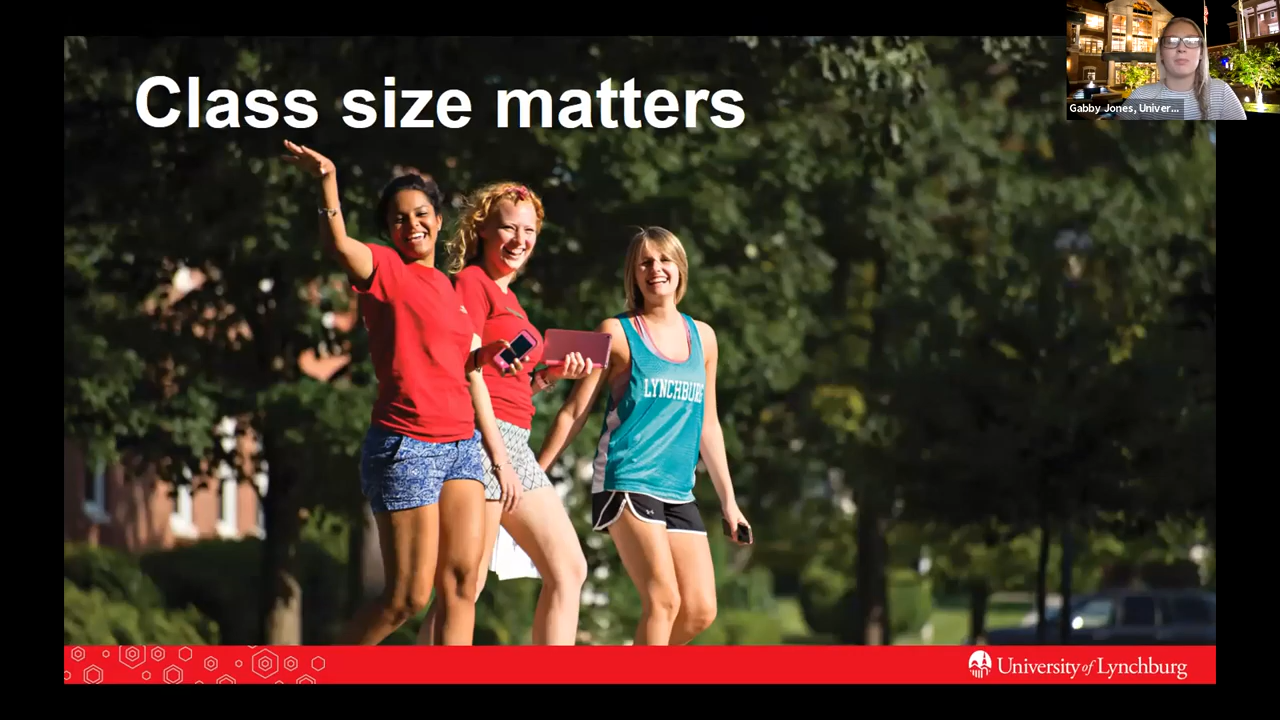 Class size matters
Gabby Jones, Univer...
LYNCHBURG
University of Lynchburg